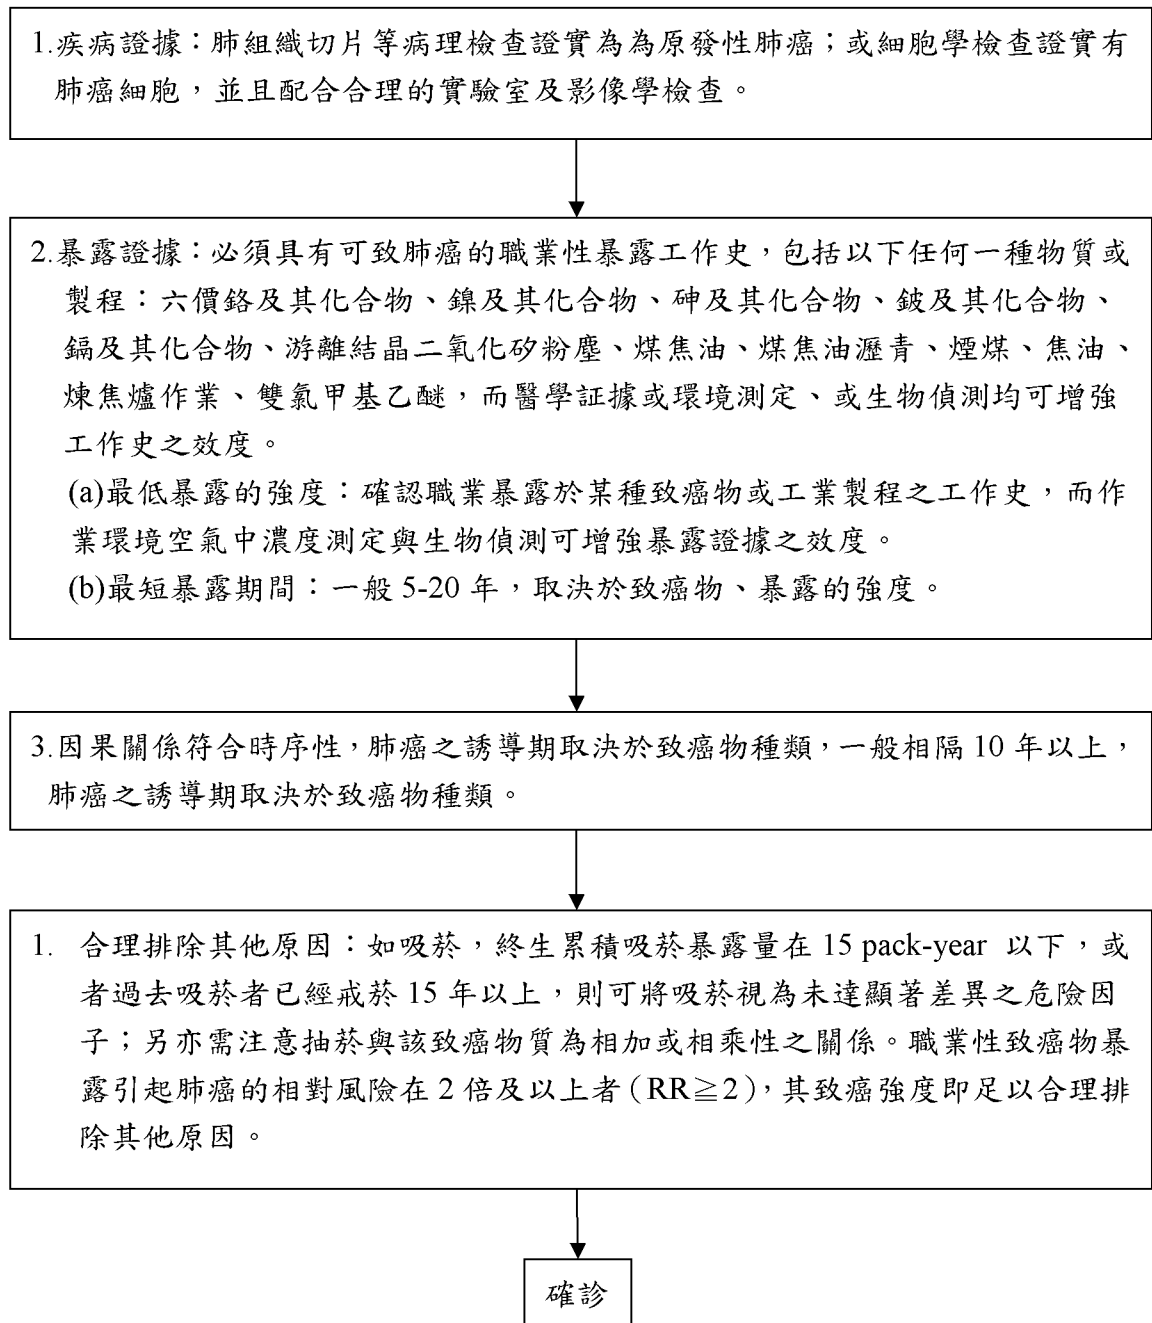 1.疾病證據：肺組織切片等病理檢查證實為為原發性肺癌；或細胞學檢查證實有
肺癌細胞，並且配合合理的實驗室及影像學檢查。
2.暴露證據：必須具有可致肺癌的職業性暴露工作史，包括以下任何一種物質或
製程：六價鉻及其化合物、鎳及其化合物、砷及其化合物、鈹及其化合物、
鎘及其化合物、游離結晶二氧化矽粉塵、煤焦油、煤焦油瀝青、煙煤、焦油、
煉焦爐作業、雙氯甲基乙醚，而醫學証據或環境測定、或生物偵測均可增強
工作史之效度。
(a)最低暴露的強度：確認職業暴露於某種致癌物或工業製程之工作史，而作
業環境空氣中濃度測定與生物偵測可增強暴露證據之效度。
(b)最短暴露期間：一般 5-20 年，取決於致癌物、暴露的強度。
3.因果關係符合時序性，肺癌之誘導期取決於致癌物種類，一般相隔 10 年以上，
肺癌之誘導期取決於致癌物種類。
1. 合理排除其他原因：如吸菸，終生累積吸菸暴露量在 15 pack-year 以下，或
者過去吸菸者已經戒菸 15 年以上，則可將吸菸視為未達顯著差異之危險因
子；另亦需注意抽菸與該致癌物質為相加或相乘性之關係。職業性致癌物暴
露引起肺癌的相對風險在 2 倍及以上者（RR≧2），其致癌強度即足以合理排
除其他原因。
確診